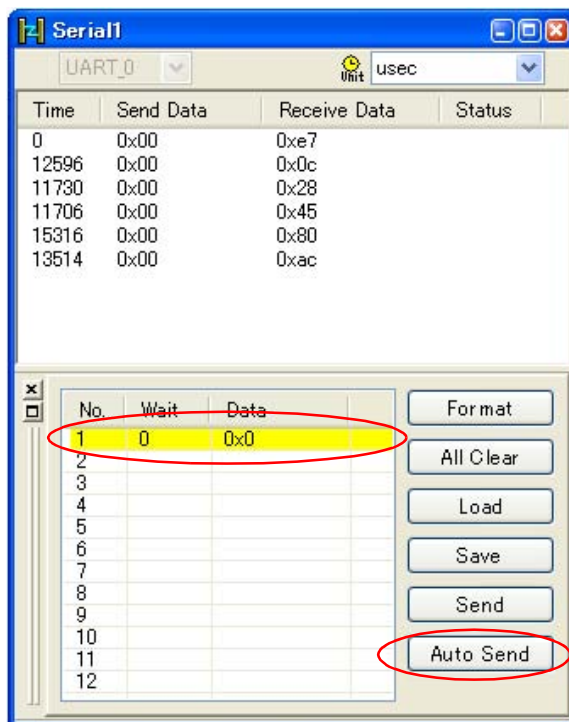 Serial1
UART_0 Unit usec
Time Send Data Receive Data Status
0 0x00 0xe7
12596 0x00 0x0c
11730 0x00 0x28
11706 0x00 0x45
15316 0x00 0x80
13514 0x00 0xac
No. Wait Data
1 0 0x0
2
3
4
5
6
7
8
9
10
11
12
Format
All Clear
Load
Save
Send
Auto Send